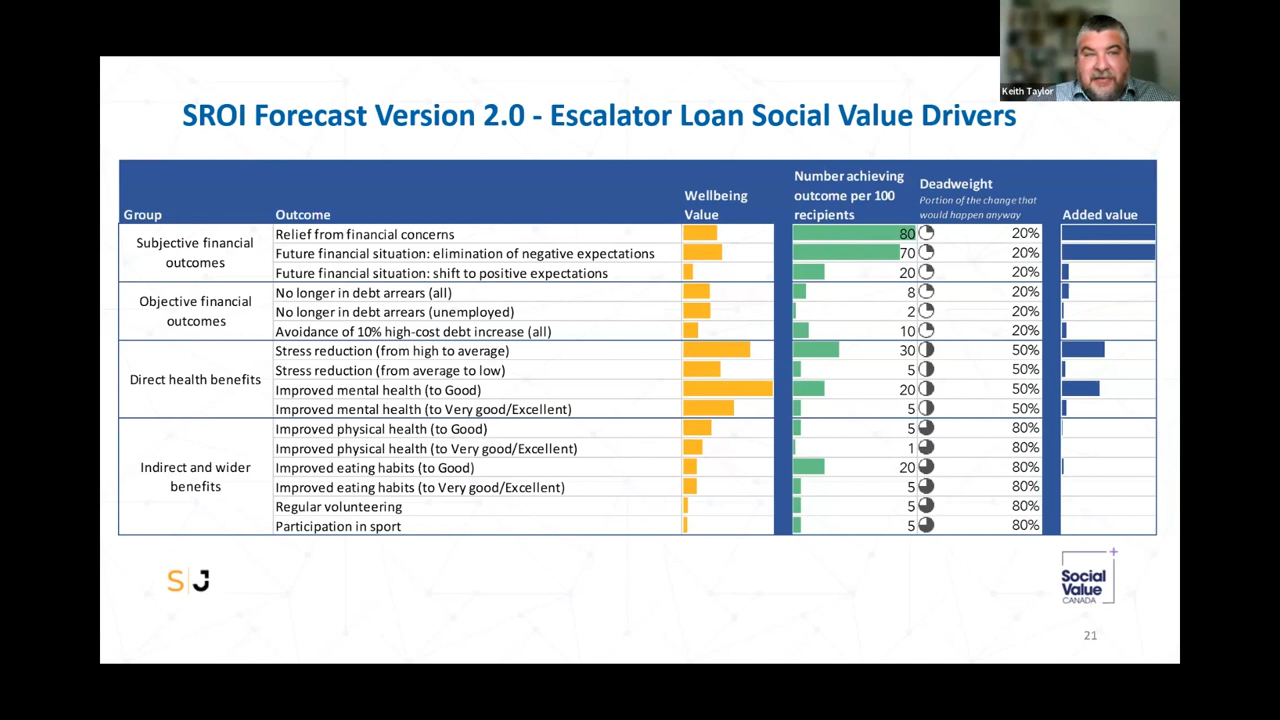 Keith Taylor
SROI Forecast Version 2.0 - Escalator Loan Social Value Drivers
Group Outcome Wellbeing Value Number achieving outcome per 100 recipients Deadweight Portion of the change that would happen anyway Added value
Subjective financial outcomes
Relief from financial concerns 80 20%
Future financial situation: elimination of negative expectations 70 20%
Future financial situation: shift to positive expectations 20 20%
Objective financial outcomes
No longer in debt arrears (all) 8 20%
No longer in debt arrears (unemployed) 2 20%
Avoidance of 10% high-cost debt increase (all) 10 20%
Direct health benefits
Stress reduction (from high to average) 30 50%
Stress reduction (from average to low) 5 50%
Improved mental health (to Good) 20 50%
Improved mental health (to Very good/Excellent) 5 50%
Indirect and wider benefits
Improved physical health (to Good) 5 80%
Improved physical health (to Very good/Excellent) 1 80%
Improved eating habits (to Good) 20 80%
Improved eating habits (to Very good/Excellent) 5 80%
Regular volunteering 5 80%
Participation in sport 5 80%
S J
Social
Value
CANADA
21